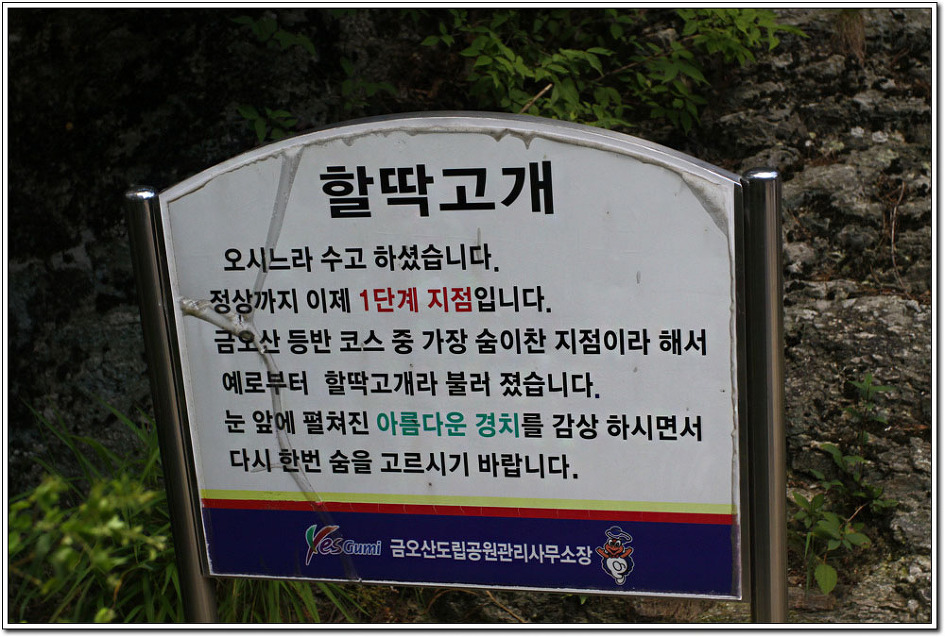 할딱고개
오시느라 수고 하셨습니다.
정상까지 이제 1단계 지점입니다.
금오산 등반 코스 중 가장 숨이찬 지점이라 해서
예로부터 할딱고개라 불러 졌습니다.
눈 앞에 펼쳐진 아름다운 경치를 감상 하시면서
다시 한번 숨을 고르시기 바랍니다.
Yes Gumi 금오산도립공원관리사무소장